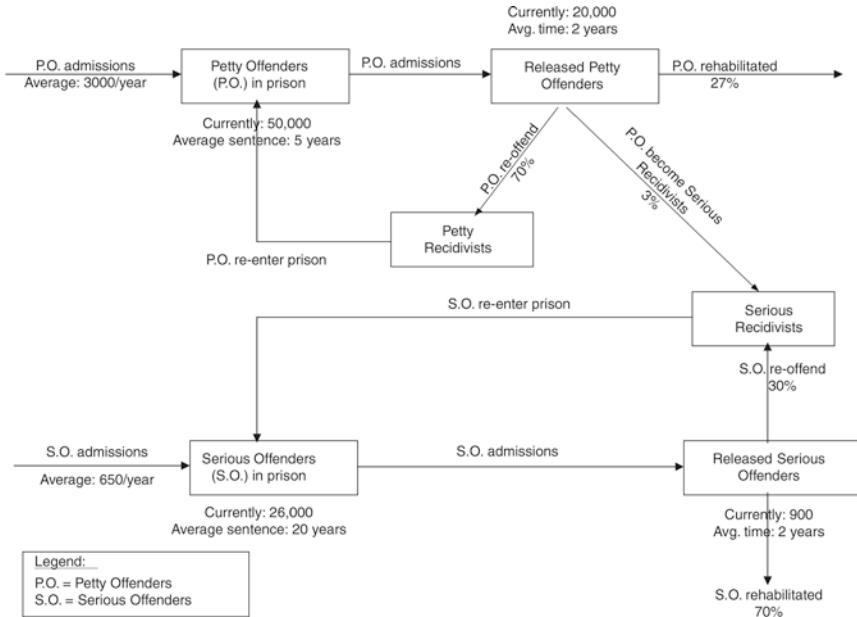 Currently: 20,000
Avg. time: 2 years
P.O. admissions
Average: 3000/year
Petty Offenders
(P.O.) in prison
P.O. admissions
Released Petty
Offenders
P.O. rehabilitated
27%
Currently: 50,000
Average sentence: 5 years
P.O. re-offend
70%
P.O. become Serious
Recidivists
3%
Petty
Recidivists
P.O. re-enter prison
S.O. re-enter prison
Serious
Recidivists
S.O. re-offend
30%
S.O. admissions
Average: 650/year
Serious Offenders
(S.O.) in prison
S.O. admissions
Released Serious
Offenders
Currently: 26,000
Average sentence: 20 years
Currently: 900
Avg. time: 2 years
Legend:
P.O. = Petty Offenders
S.O. = Serious Offenders
S.O. rehabilitated
70%